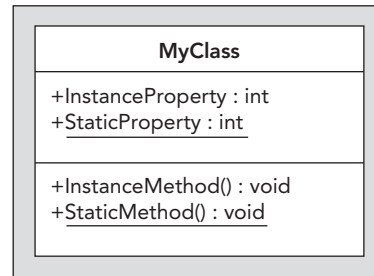 MyClass
+InstanceProperty : int
+StaticProperty : int
+InstanceMethod() : void
+StaticMethod() : void